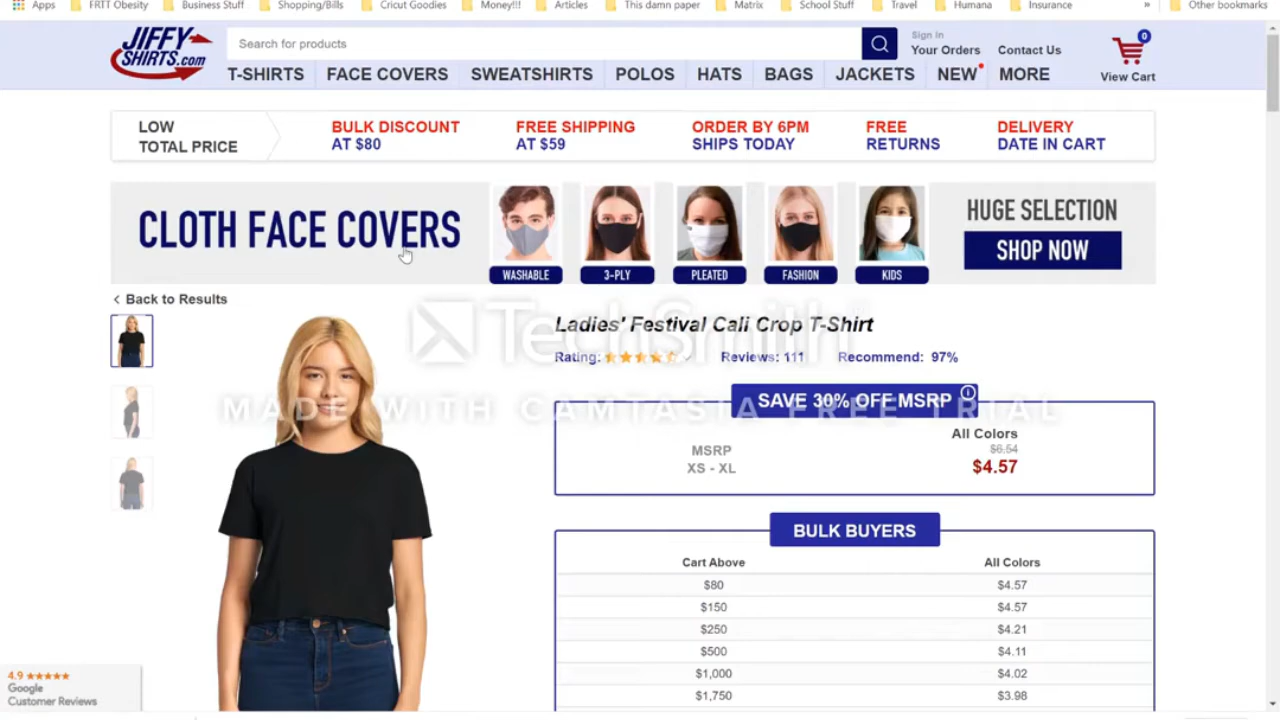 Apps FRTT Obesity Business Stuff Shopping/Bills Cricut Goodies Money!!! Articles This damn paper Matrix School Stuff Travel Humana Insurance » Other bookmarks
JIFFY
SHIRTS.com
Search for products
Sign in
Your Orders
Contact Us
0
View Cart
T-SHIRTS FACE COVERS SWEATSHIRTS POLOS HATS BAGS JACKETS NEW MORE
LOW
TOTAL PRICE
BULK DISCOUNT
AT $80
FREE SHIPPING
AT $59
ORDER BY 6PM
SHIPS TODAY
FREE
RETURNS
DELIVERY
DATE IN CART
CLOTH FACE COVERS
WASHABLE 3-PLY PLEATED FASHION KIDS
HUGE SELECTION
SHOP NOW
Back to Results
TechSmith
MADE WITH CAMTASIA FREE TRIAL
Ladies' Festival Cali Crop T-Shirt
Rating: Reviews: 111 Recommend: 97%
SAVE 30% OFF MSRP
All Colors
MSRP $6.54
XS - XL $4.57
BULK BUYERS
Cart Above All Colors
$80 $4.57
$150 $4.57
$250 $4.21
$500 $4.11
$1,000 $4.02
$1,750 $3.98
4.9 ★★★★★
Google
Customer Reviews